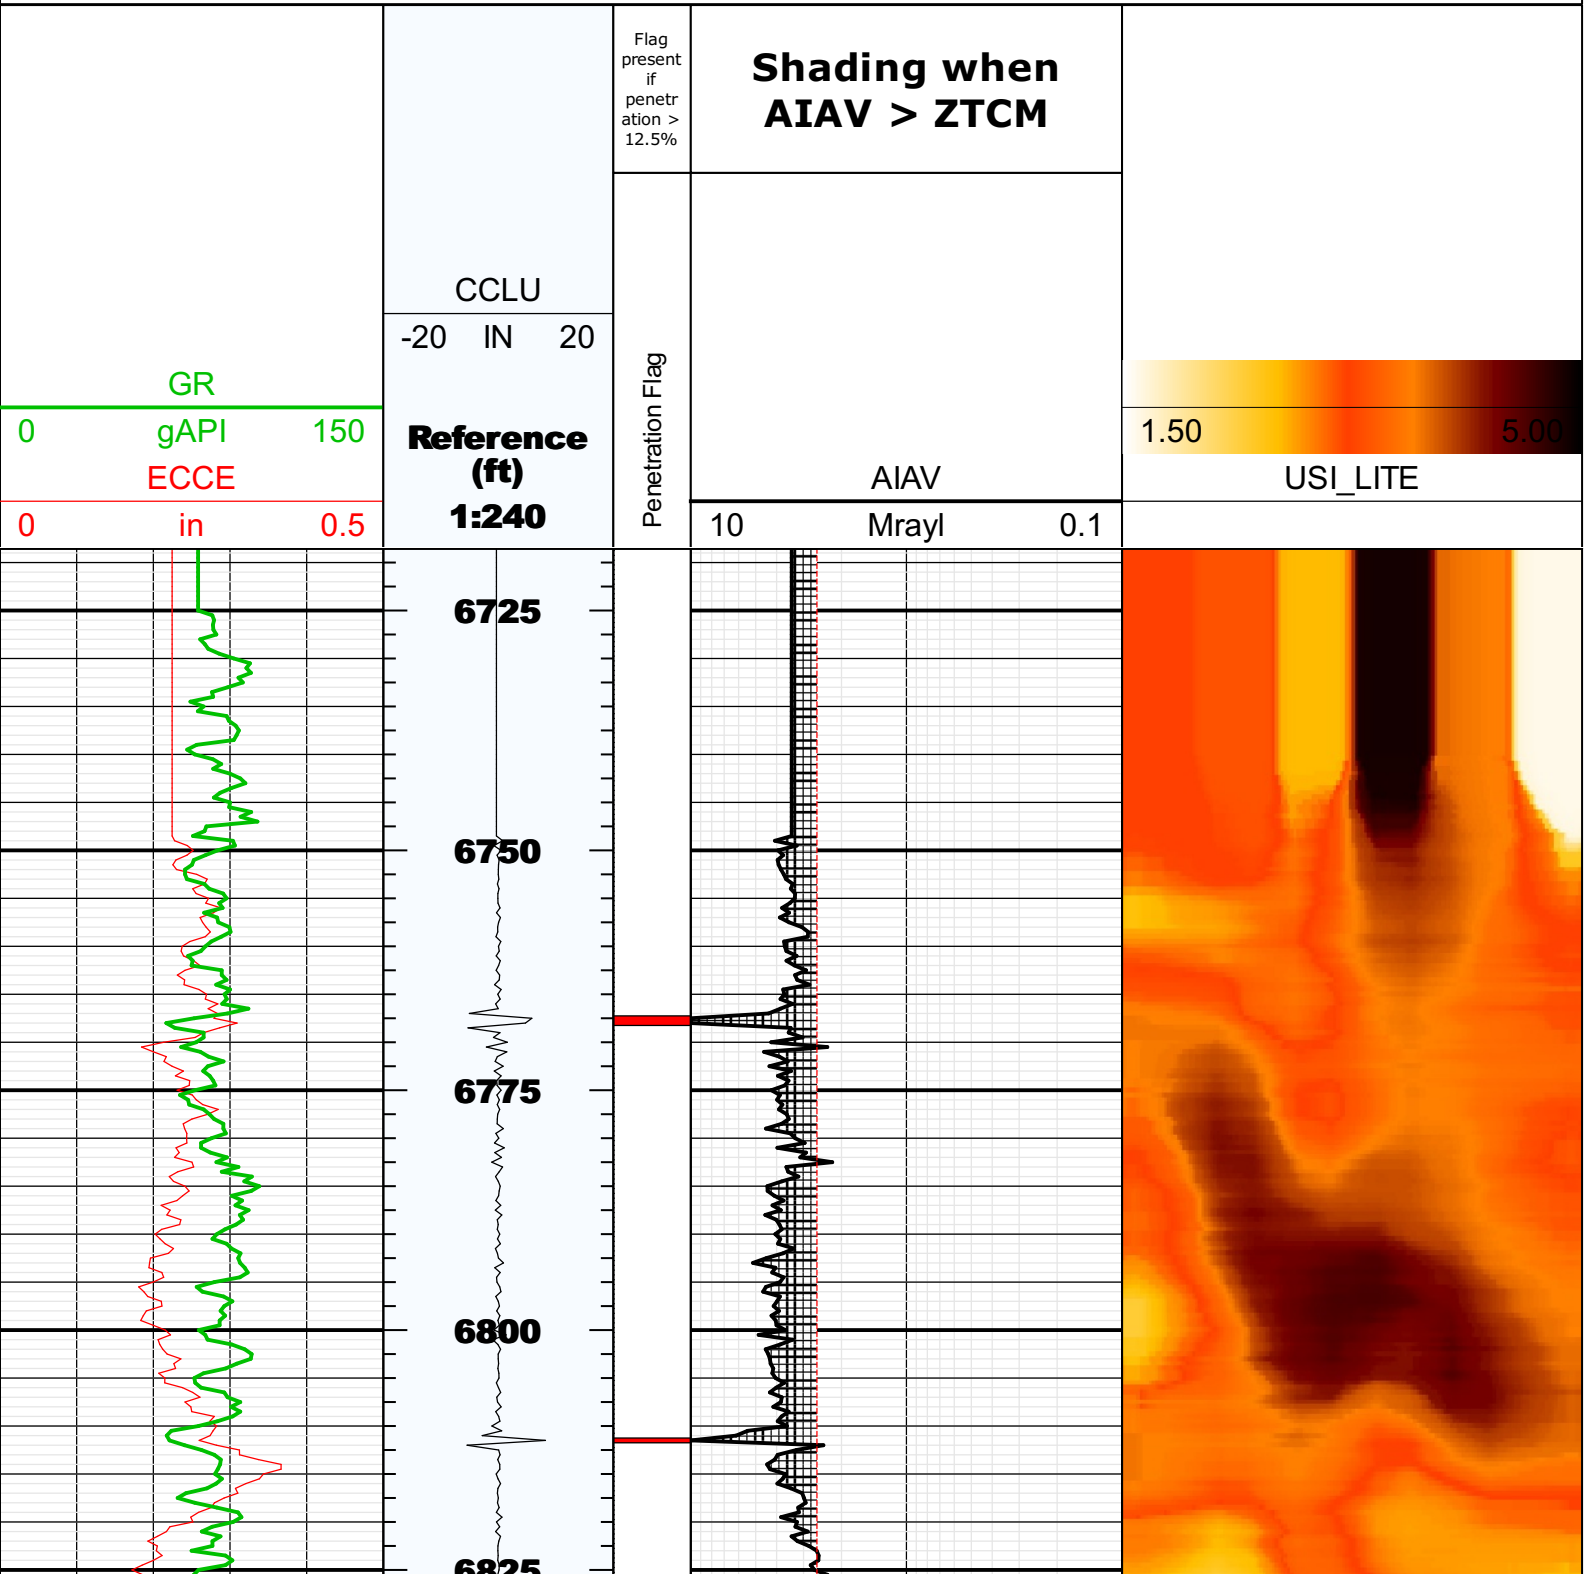 Flag
present
if
penetr
ation >
12.5%
Shading when
AIAV > ZTCM
CCLU
-20 IN 20
GR
0 gAPI 150
ECCE
0 in 0.5
Reference
(ft)
1:240
Penetration Flag
AIAV
10 Mrayl 0.1
1.50 5.00
USI_LITE
6725
6750
6775
6800
6825